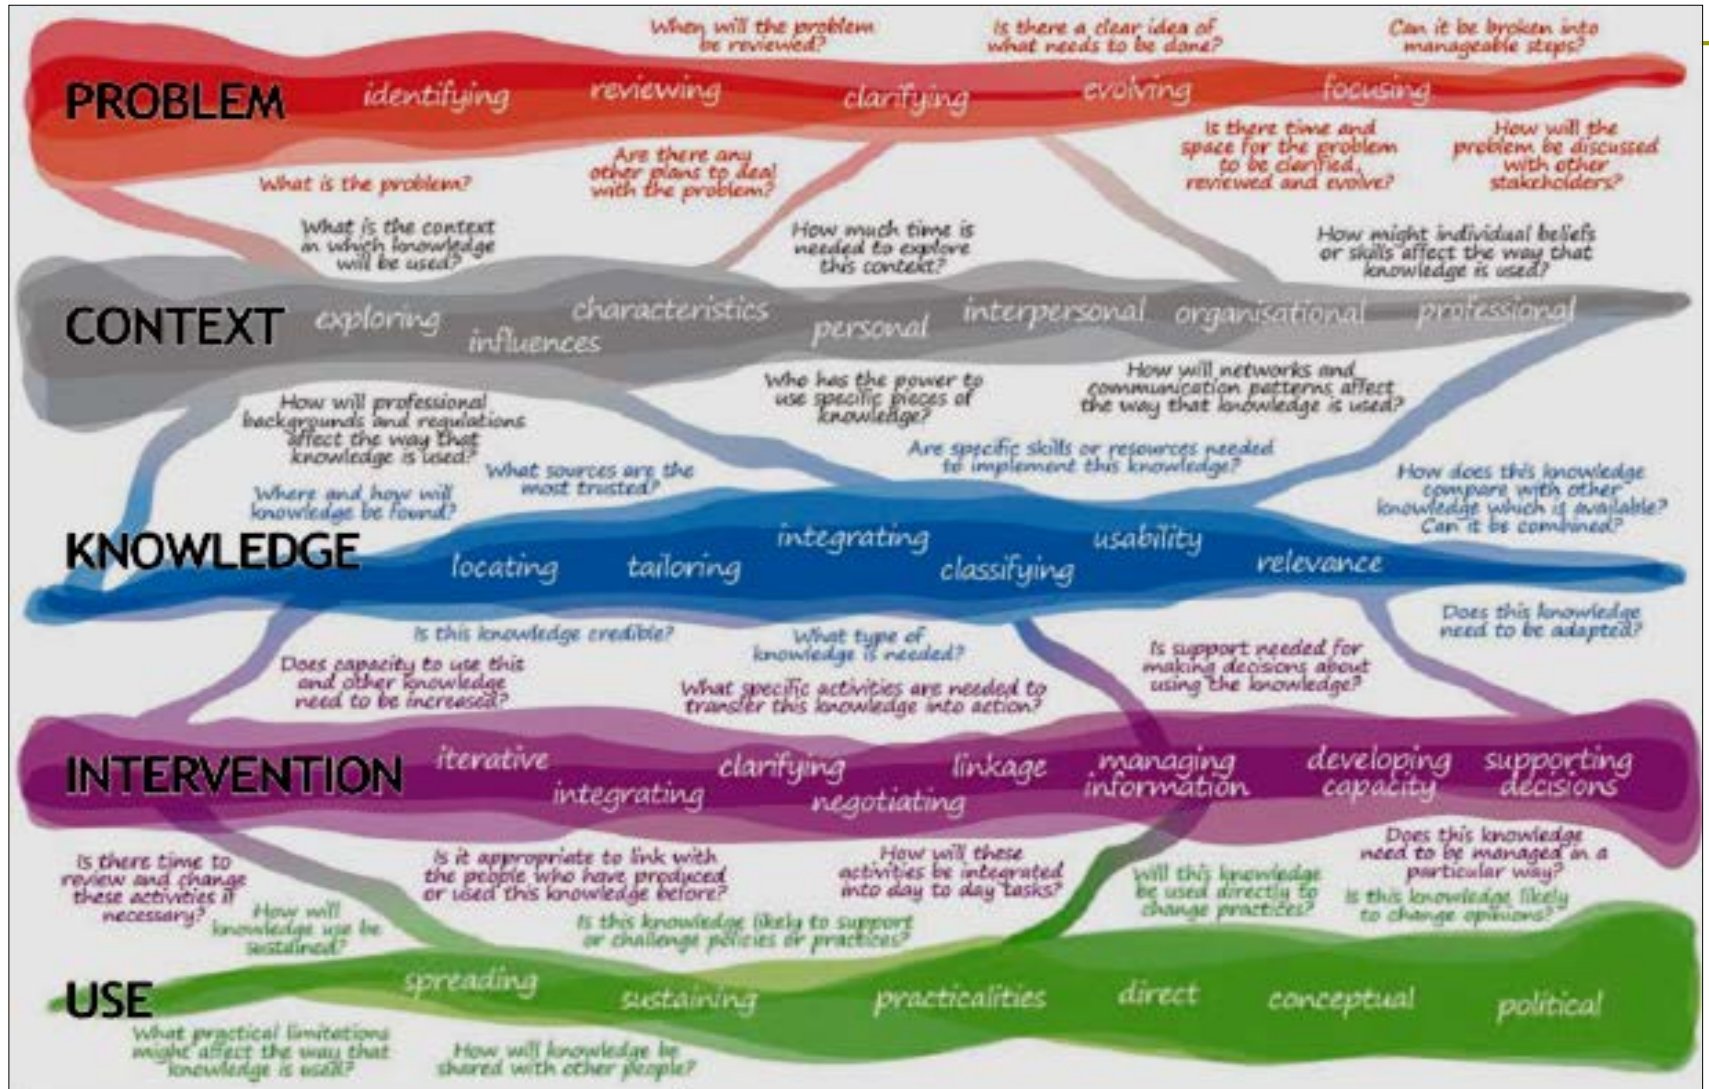 When will the problem
be reviewed?
Is there a clear idea of
what needs to be done?
Can it be broken into
manageable steps?
PROBLEM
identifying
reviewing
clarifying
evolving
focusing
What is the problem?
Are there any
other plans to deal
with the problem?
Is there time and
space for the problem
to be clarified,
reviewed and evolve?
How will the
problem be discussed
with other
stakeholders?
What is the context
in which knowledge
will be used?
How much time is
needed to explore
this context?
How might individual beliefs
or skills affect the way that
knowledge is used?
CONTEXT
exploring
influences
characteristics
personal
interpersonal
organisational
professional
How will professional
backgrounds and regulations
affect the way that
knowledge is used?
Who has the power to
use specific pieces of
knowledge?
How will networks and
communication patterns affect
the way that knowledge is used?
Where and how will
knowledge be found?
What sources are the
most trusted?
Are specific skills or resources needed
to implement this knowledge?
How does this knowledge
compare with other
knowledge which is available?
Can it be combined?
KNOWLEDGE
locating
tailoring
integrating
classifying
usability
relevance
Is this knowledge credible?
What type of
knowledge is needed?
Does this knowledge
need to be adapted?
Does capacity to use this
and other knowledge
need to be increased?
What specific activities are needed to
transfer this knowledge into action?
Is support needed for
making decisions about
using the knowledge?
INTERVENTION
iterative
integrating
clarifying
negotiating
linkage
managing
information
developing
capacity
supporting
decisions
Is there time to
review and change
these activities if
necessary?
Is it appropriate to link with
the people who have produced
or used this knowledge before?
How will these
activities be integrated
into day to day tasks?
Does this knowledge
need to be managed in a
particular way?
How will
knowledge use be
sustained?
Is this knowledge likely to support
or challenge policies or practices?
Will this knowledge
be used directly to
change practices?
Is this knowledge likely
to change opinions?
USE
spreading
sustaining
practicalities
direct
conceptual
political
What practical limitations
might affect the way that
knowledge is used?
How will knowledge be
shared with other people?